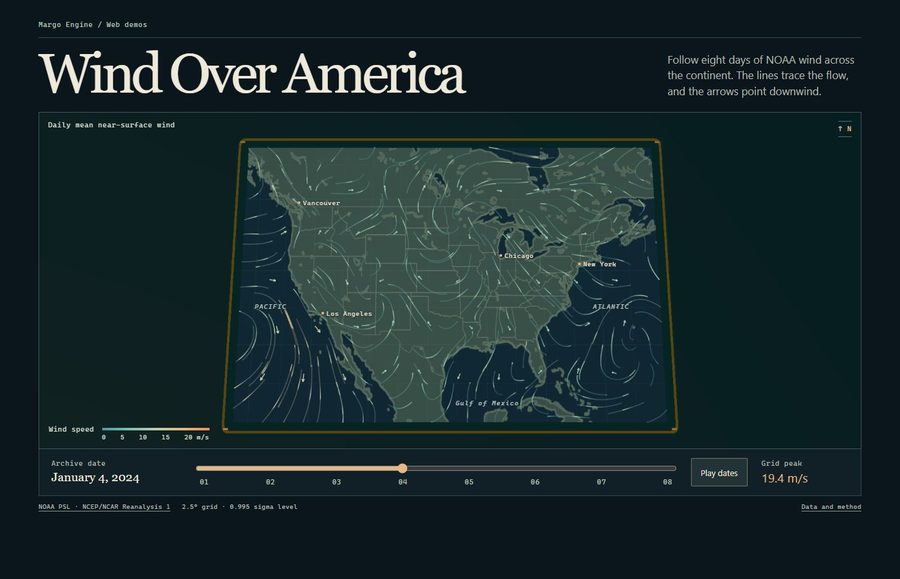 Margo Engine / Web demos
Wind Over America
Follow eight days of NOAA wind across
the continent. The lines trace the flow,
and the arrows point downwind.
Daily mean near-surface wind
↑ N
Vancouver
Chicago
New York
PACIFIC
ATLANTIC
Los Angeles
Gulf of Mexico
Wind speed
0 5 10 15 20 m/s
Archive date
January 4, 2024
01 02 03 04 05 06 07 08
Play dates
Grid peak
19.4 m/s
NOAA PSL · NCEP/NCAR Reanalysis 1 2.5° grid · 0.995 sigma level
Data and method